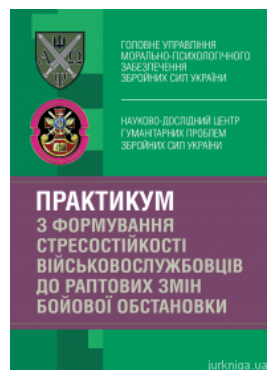 ГОЛОВНЕ УПРАВЛІННЯ
МОРАЛЬНО-ПСИХОЛОГІЧНОГО
ЗАБЕЗПЕЧЕННЯ
ЗБРОЙНИХ СИЛ УКРАЇНИ
НАУКОВО-ДОСЛІДНИЙ ЦЕНТР
ГУМАНІТАРНИХ ПРОБЛЕМ
ЗБРОЙНИХ СИЛ УКРАЇНИ
ПРАКТИКУМ
З ФОРМУВАННЯ
СТРЕСОСТІЙКОСТІ
ВІЙСЬКОВОСЛУЖБОВЦІВ
ДО РАПТОВИХ ЗМІН
БОЙОВОЇ ОБСТАНОВКИ
jurkniga.ua